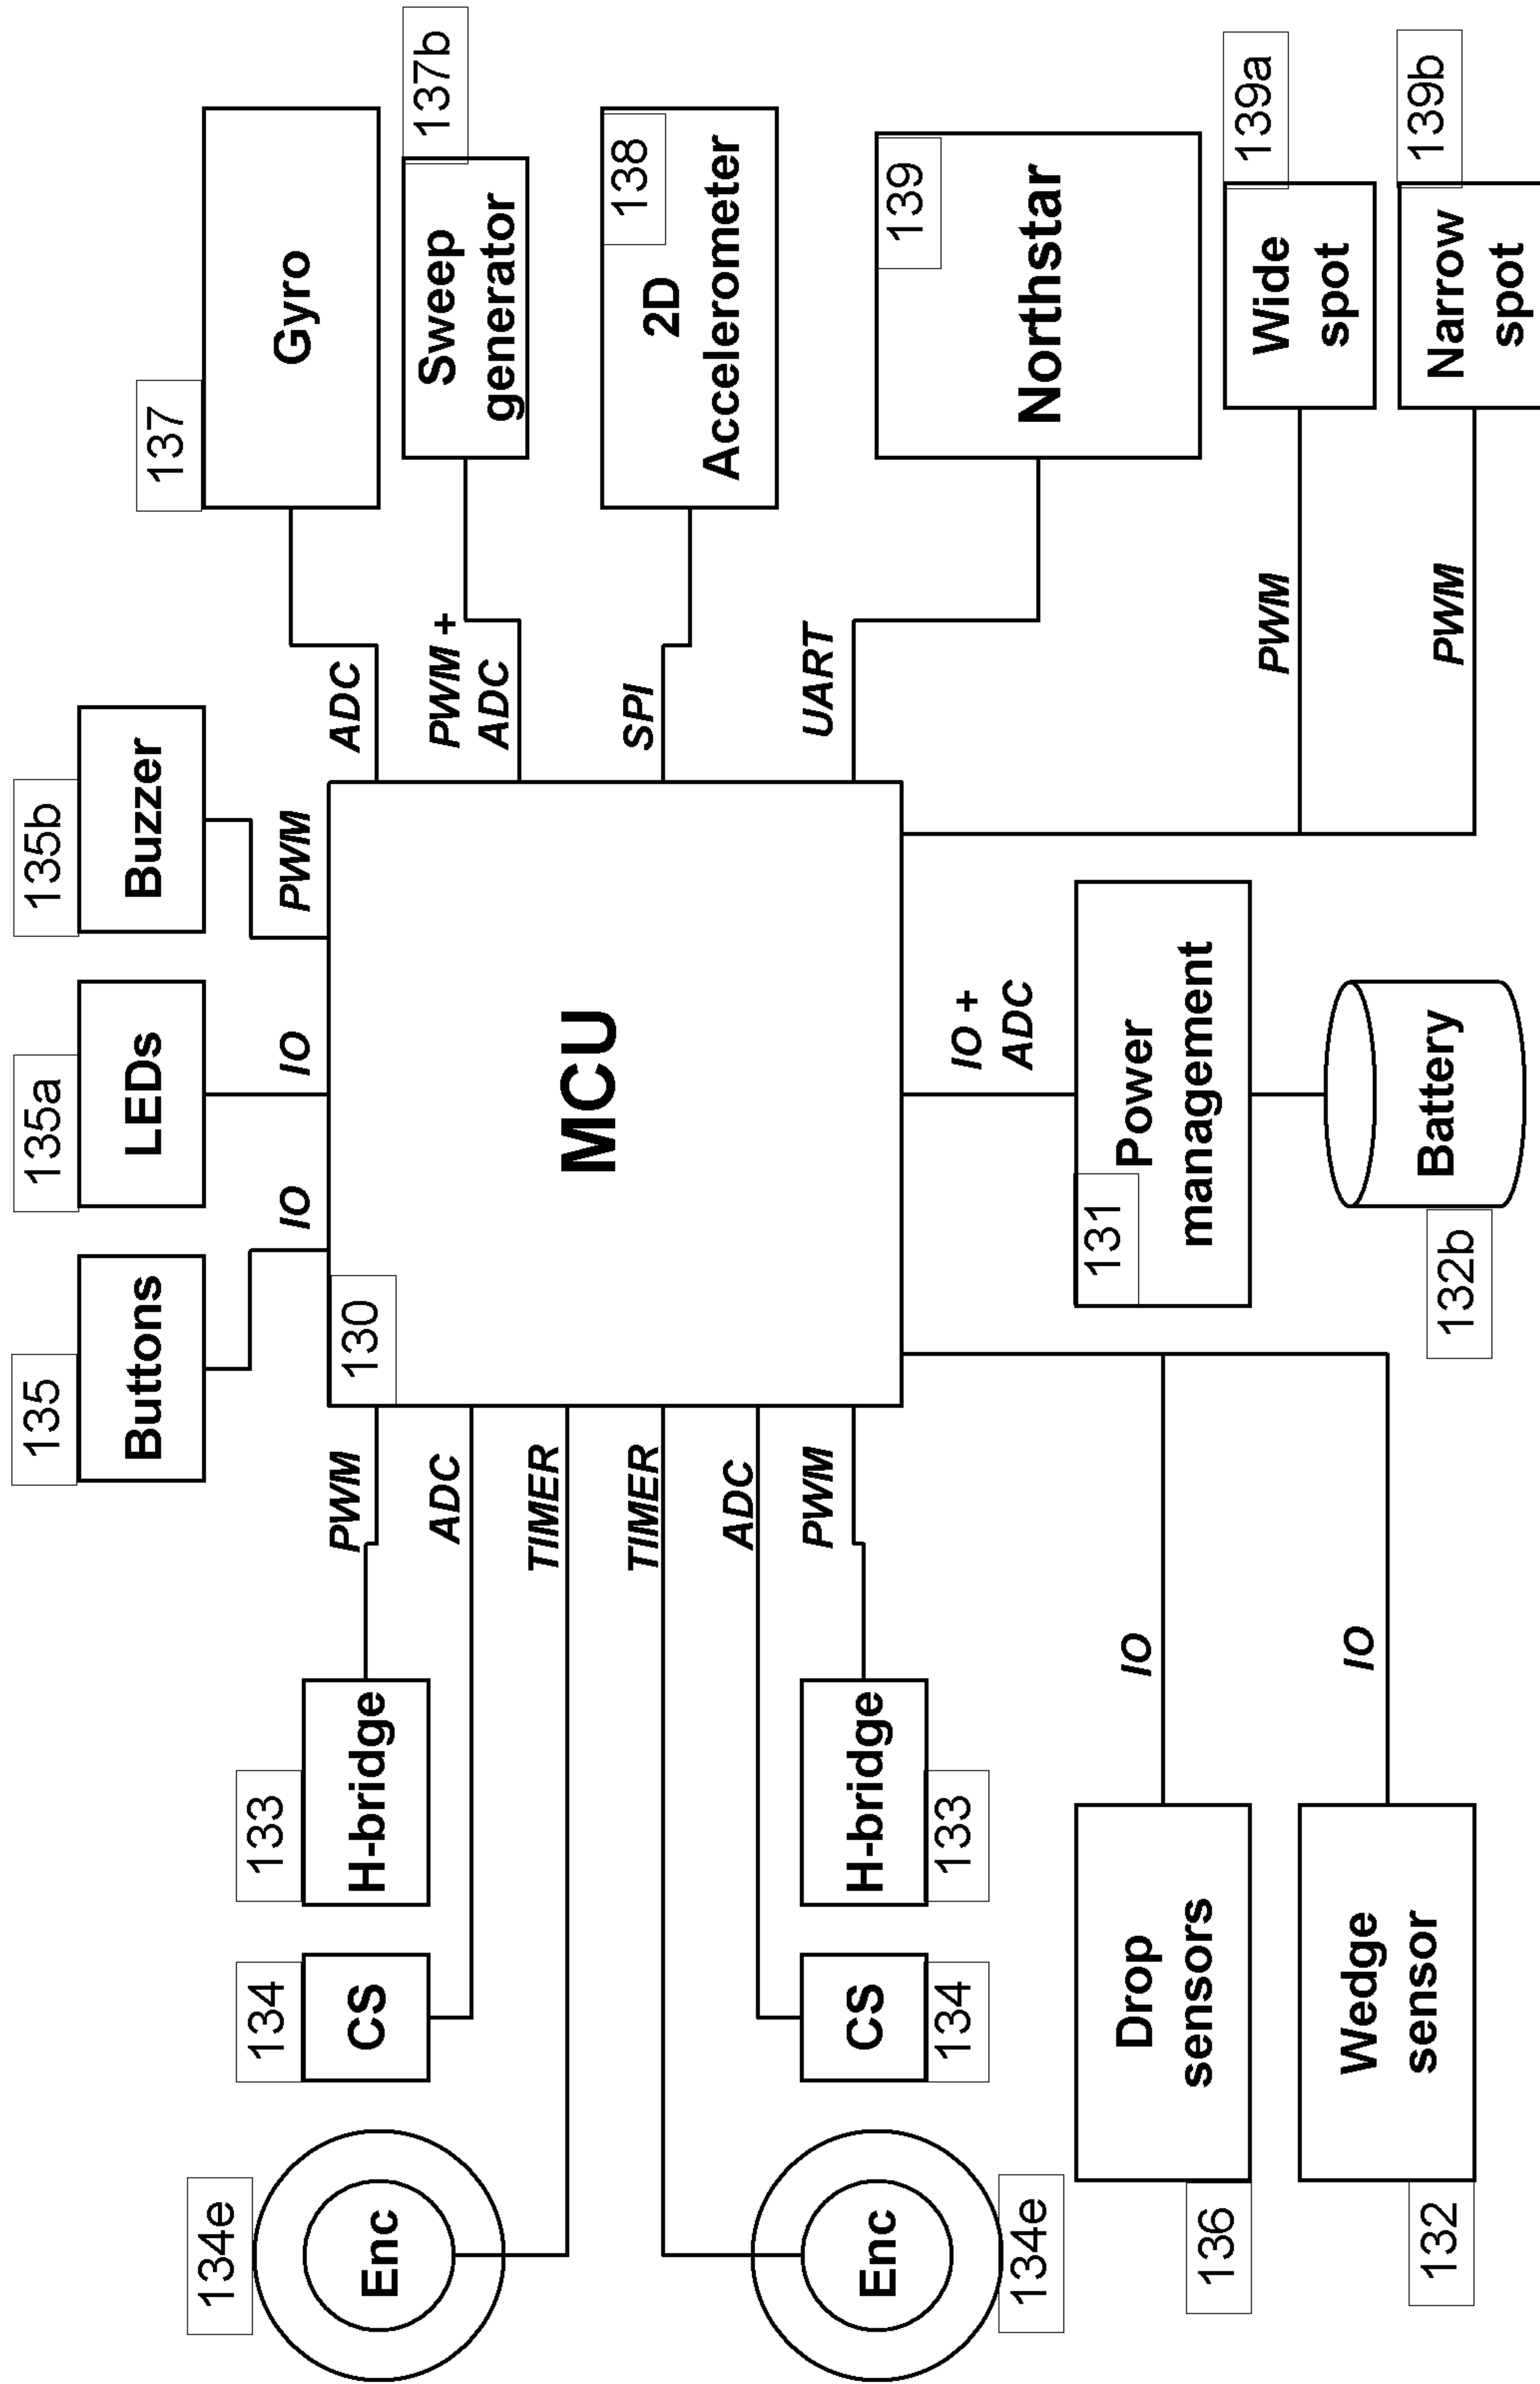 135
Buttons
IO
135a
LEDs
IO
135b
Buzzer
PWM
134e
Enc
134
CS
133
H-bridge
PWM
ADC
TIMER
TIMER
ADC
PWM
134e
Enc
134
CS
133
H-bridge
130
MCU
137
Gyro
ADC
137b
Sweep
generator
PWM +
ADC
138
2D
Accelerometer
SPI
139
Northstar
UART
139a
Wide
spot
PWM
139b
Narrow
spot
PWM
136
Drop
sensors
IO
132
Wedge
sensor
IO
IO +
ADC
131
Power
management
132b
Battery